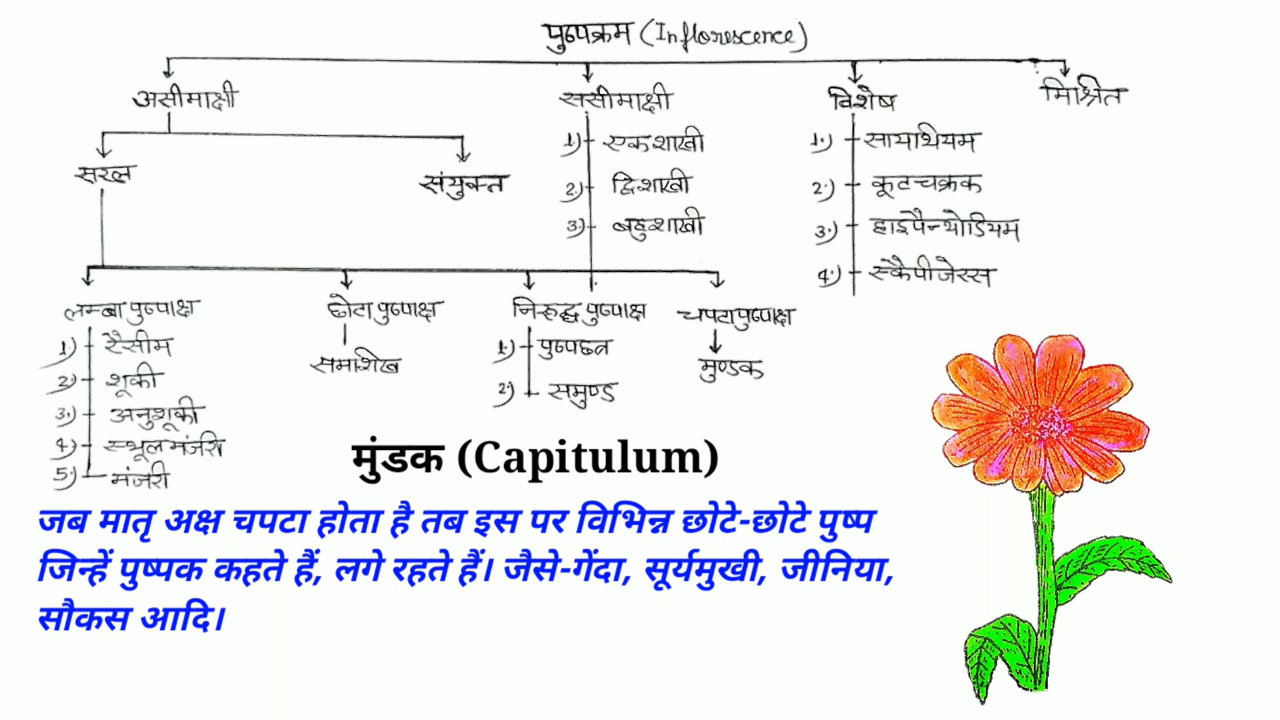 पुष्पक्रम (Inflorescence)
असीमाक्षी ससीमाक्षी विशेष मिश्रित
सरल संयुक्त
1) एकशाखी
2) द्विशाखी
3) बहुशाखी
1) सायाथियम
2) कूटचक्रक
3) हाइपैन्थोडियम
4) स्कैपीजेरस
लम्बा पुष्पाक्ष छोटा पुष्पाक्ष निरुद्ध पुष्पाक्ष चपटा पुष्पाक्ष
1) रैसीम
2) शूकी
3) अनुशूकी
4) स्थूल मंजरी
5) मंजरी
समशिख
1) पुष्पछत्र
2) समुण्ड
मुण्डक
मुंडक (Capitulum)
जब मातृ अक्ष चपटा होता है तब इस पर विभिन्न छोटे-छोटे पुष्प
जिन्हें पुष्पक कहते हैं, लगे रहते हैं। जैसे-गेंदा, सूर्यमुखी, जीनिया,
सौकस आदि।